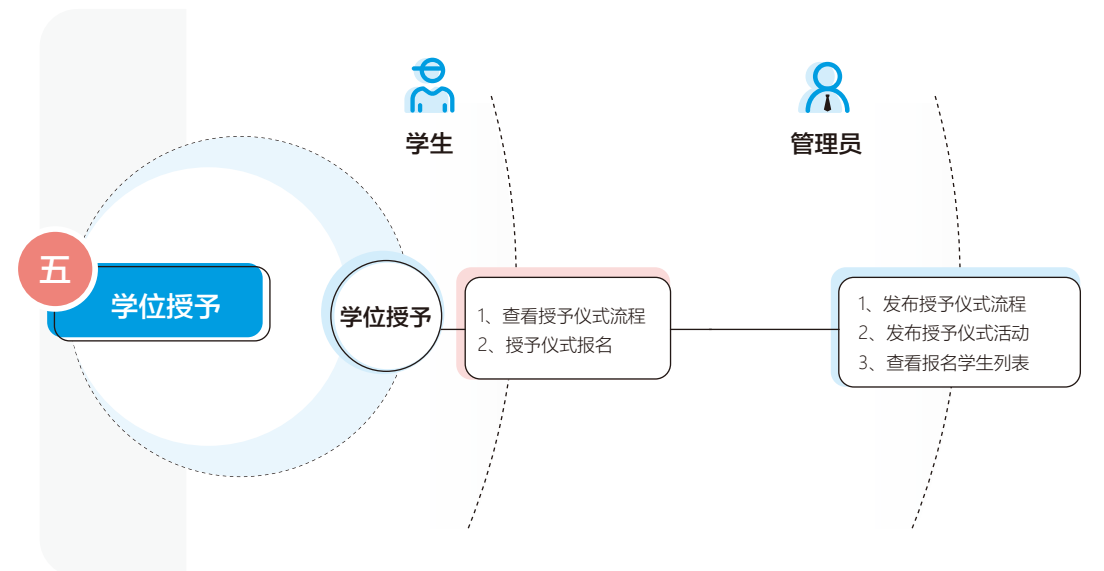 学生
管理员
五
学位授予
学位授予
1、查看授予仪式流程
2、授予仪式报名
1、发布授予仪式流程
2、发布授予仪式活动
3、查看报名学生列表